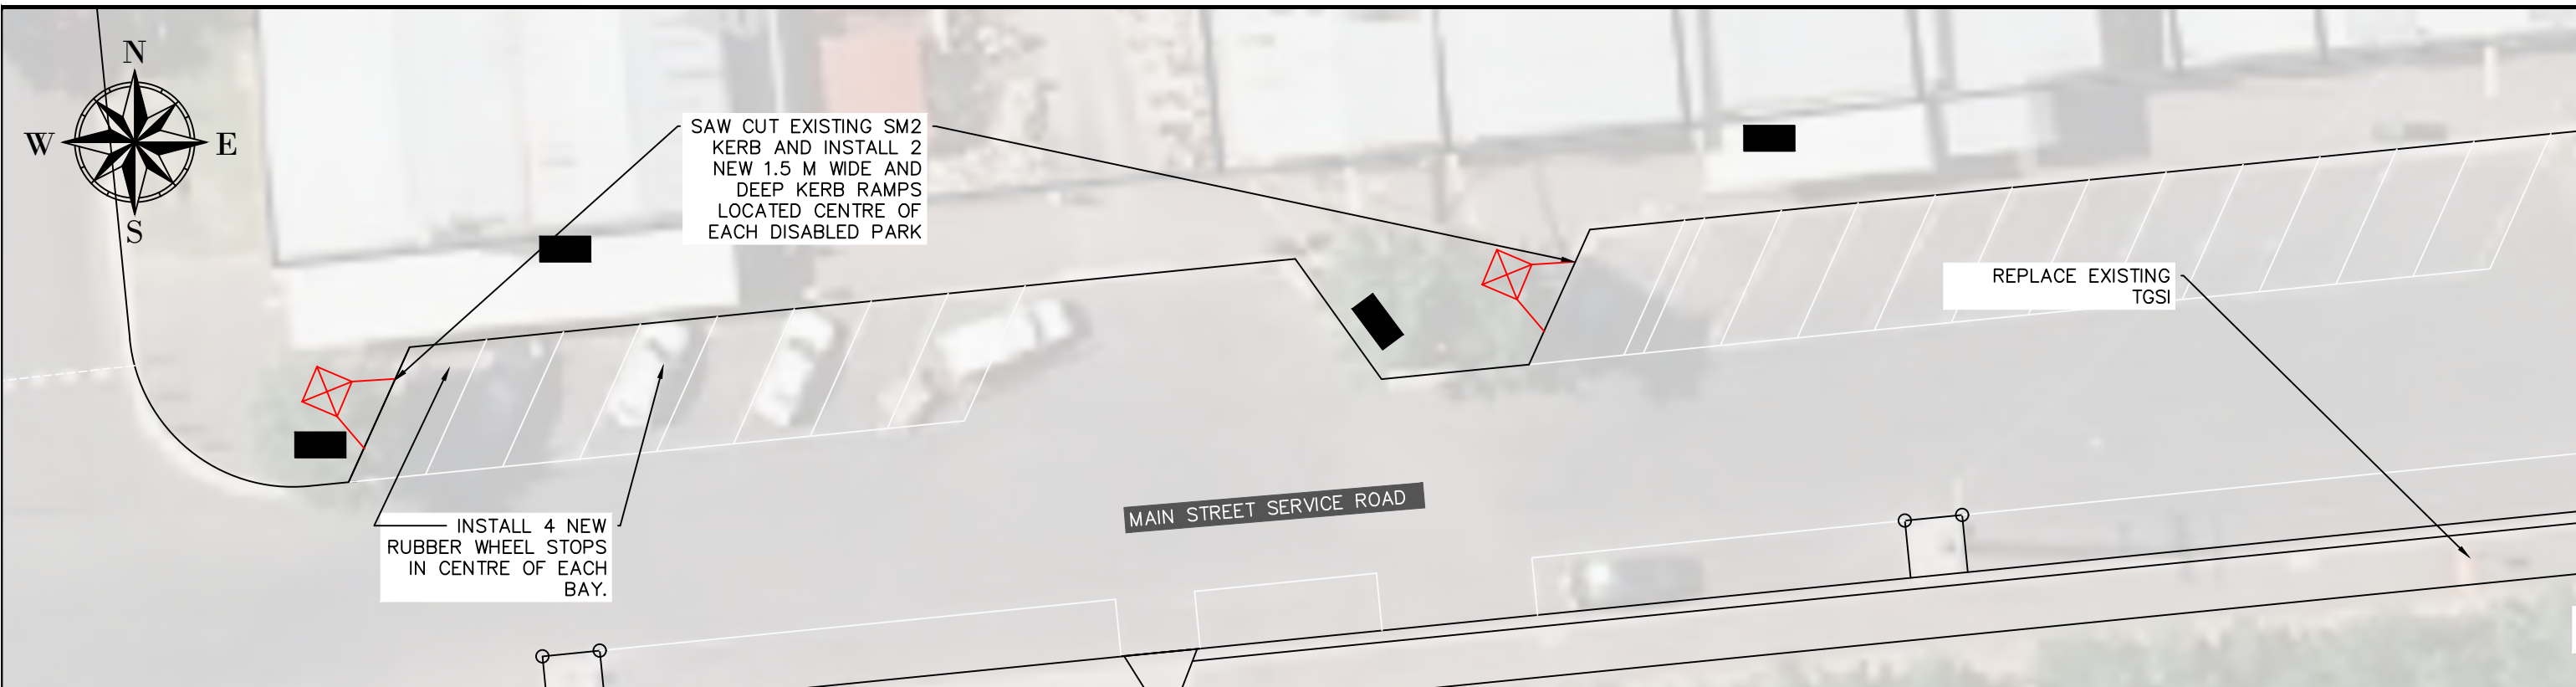 N
W
E
S
SAW CUT EXISTING SM2
KERB AND INSTALL 2
NEW 1.5 M WIDE AND
DEEP KERB RAMPS
LOCATED CENTRE OF
EACH DISABLED PARK
REPLACE EXISTING
TGSI
MAIN STREET SERVICE ROAD
INSTALL 4 NEW
RUBBER WHEEL STOPS
IN CENTRE OF EACH
BAY.